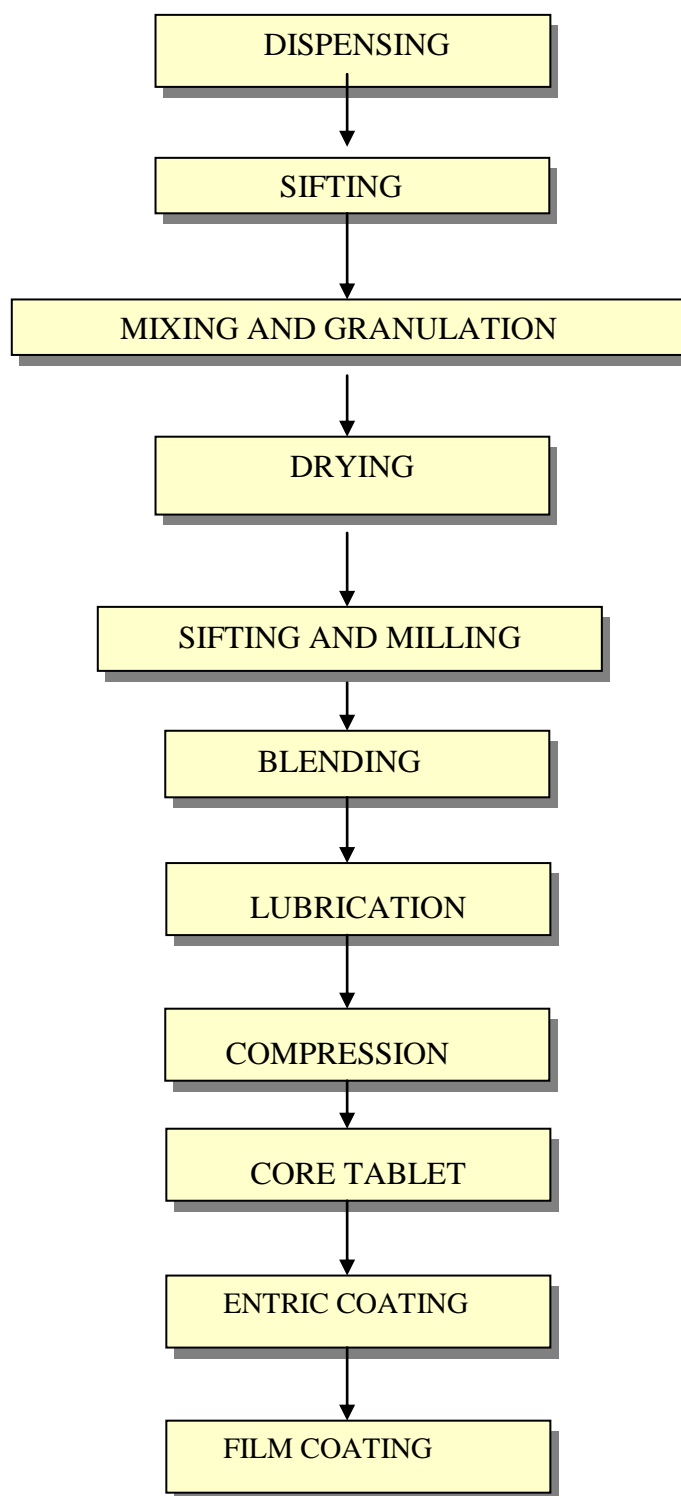 DISPENSING
SIFTING
MIXING AND GRANULATION
DRYING
SIFTING AND MILLING
BLENDING
LUBRICATION
COMPRESSION
CORE TABLET
ENTRIC COATING
FILM COATING